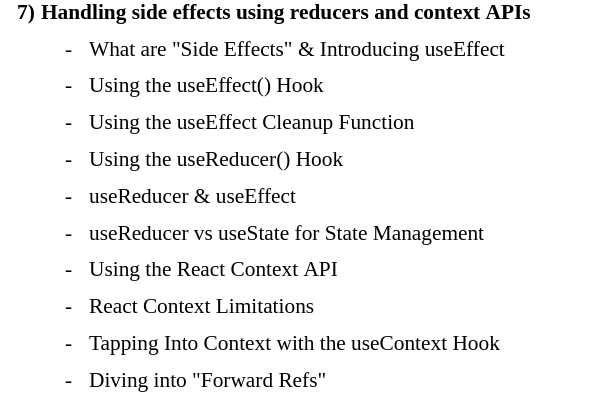 7) Handling side effects using reducers and context APIs
- What are "Side Effects" & Introducing useEffect
- Using the useEffect() Hook
- Using the useEffect Cleanup Function
- Using the useReducer() Hook
- useReducer & useEffect
- useReducer vs useState for State Management
- Using the React Context API
- React Context Limitations
- Tapping Into Context with the useContext Hook
- Diving into "Forward Refs"